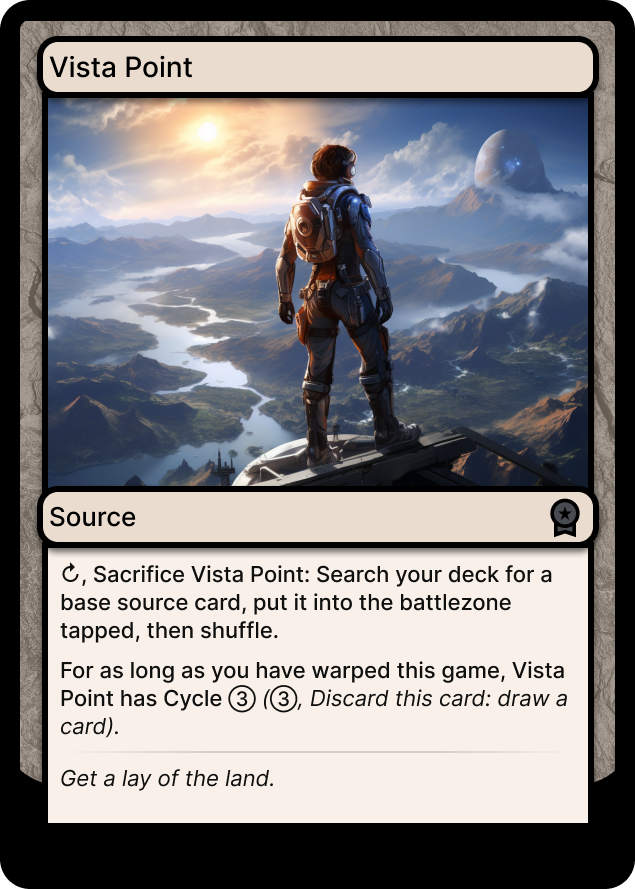 Vista Point
Source
↻, Sacrifice Vista Point: Search your deck for a
base source card, put it into the battlezone
tapped, then shuffle.
For as long as you have warped this game, Vista
Point has Cycle ③ (③, Discard this card: draw a
card).
Get a lay of the land.